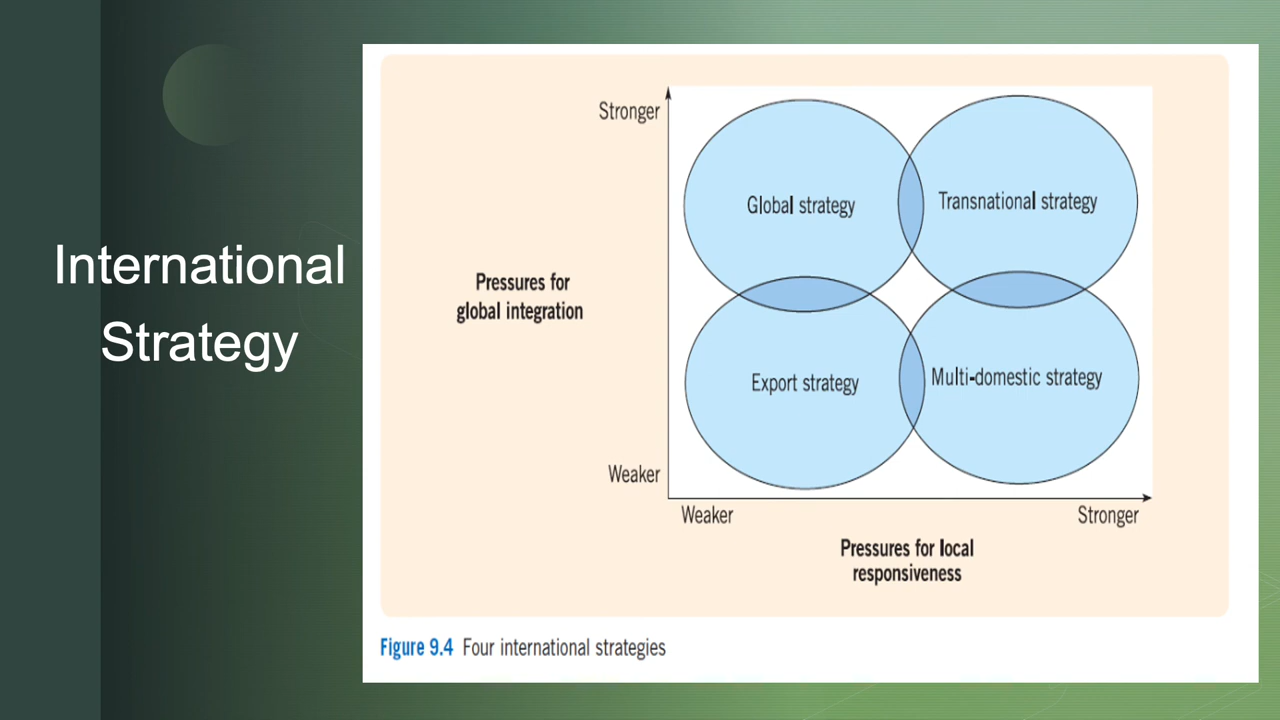 International
Strategy
Stronger
Global strategy
Transnational strategy
Pressures for
global integration
Export strategy
Multi-domestic strategy
Weaker
Weaker
Stronger
Pressures for local
responsiveness
Figure 9.4 Four international strategies